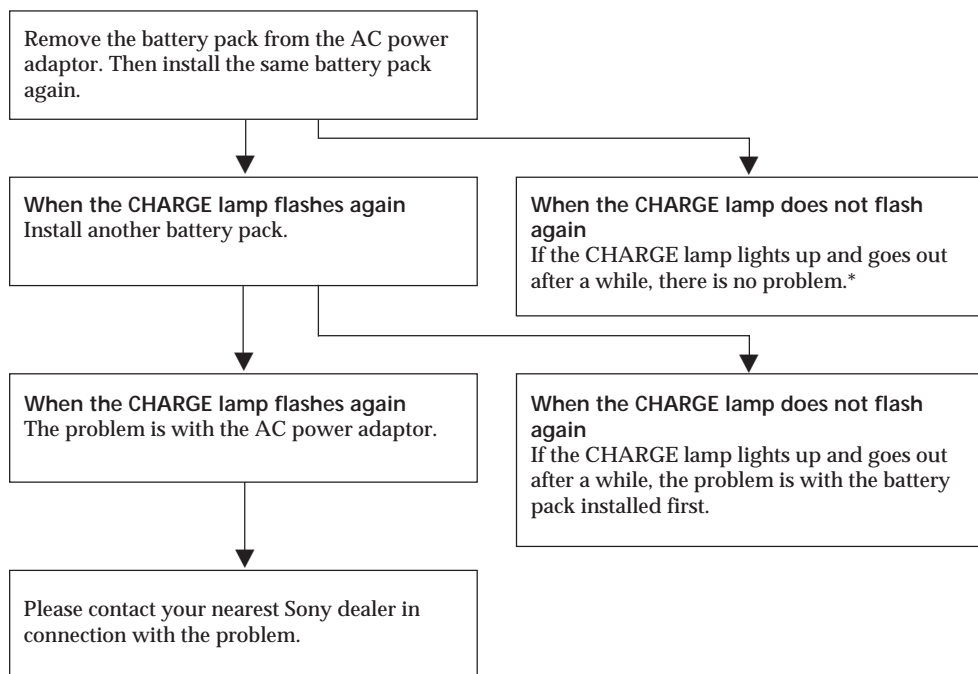 Remove the battery pack from the AC power
adaptor. Then install the same battery pack
again.
When the CHARGE lamp flashes again
Install another battery pack.
When the CHARGE lamp does not flash
again
If the CHARGE lamp lights up and goes out
after a while, there is no problem.*
When the CHARGE lamp flashes again
The problem is with the AC power adaptor.
When the CHARGE lamp does not flash
again
If the CHARGE lamp lights up and goes out
after a while, the problem is with the battery
pack installed first.
Please contact your nearest Sony dealer in
connection with the problem.